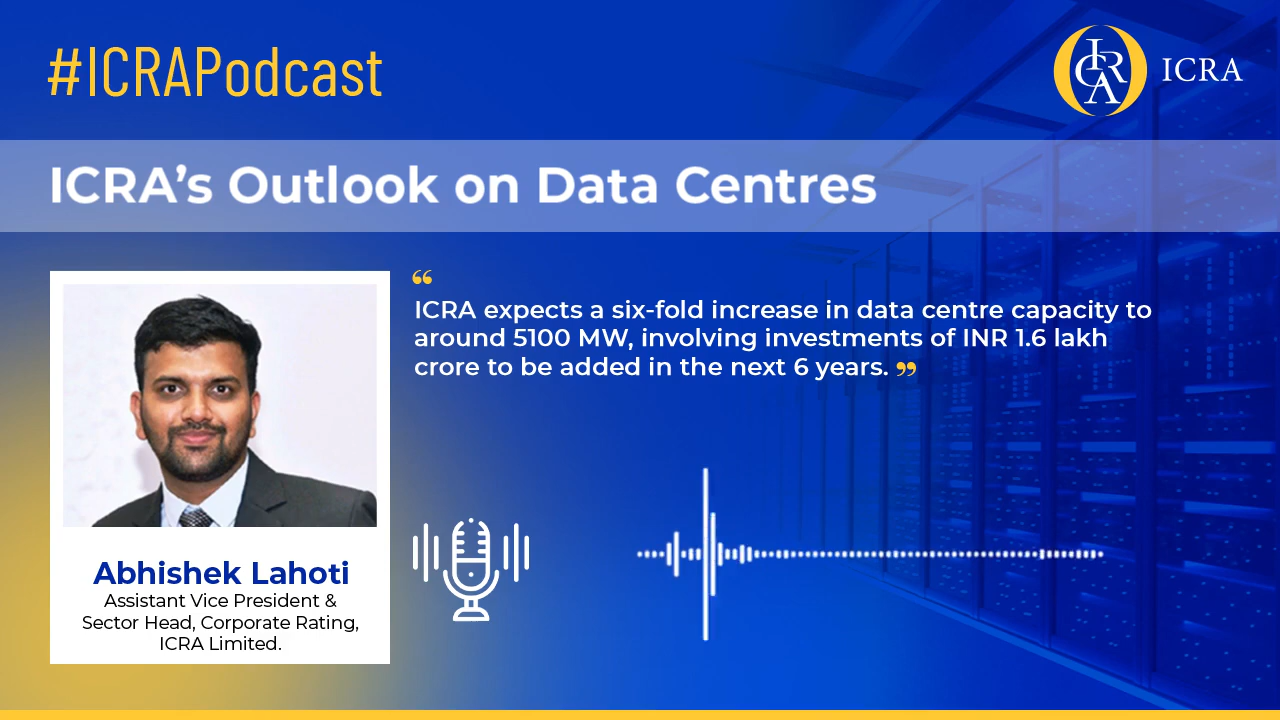 #ICRAPodcast
ICRA
ICRA
ICRA's Outlook on Data Centres
“
ICRA expects a six-fold increase in data centre capacity to
around 5100 MW, involving investments of INR 1.6 lakh
crore to be added in the next 6 years. ”
Abhishek Lahoti
Assistant Vice President &
Sector Head, Corporate Rating,
ICRA Limited.